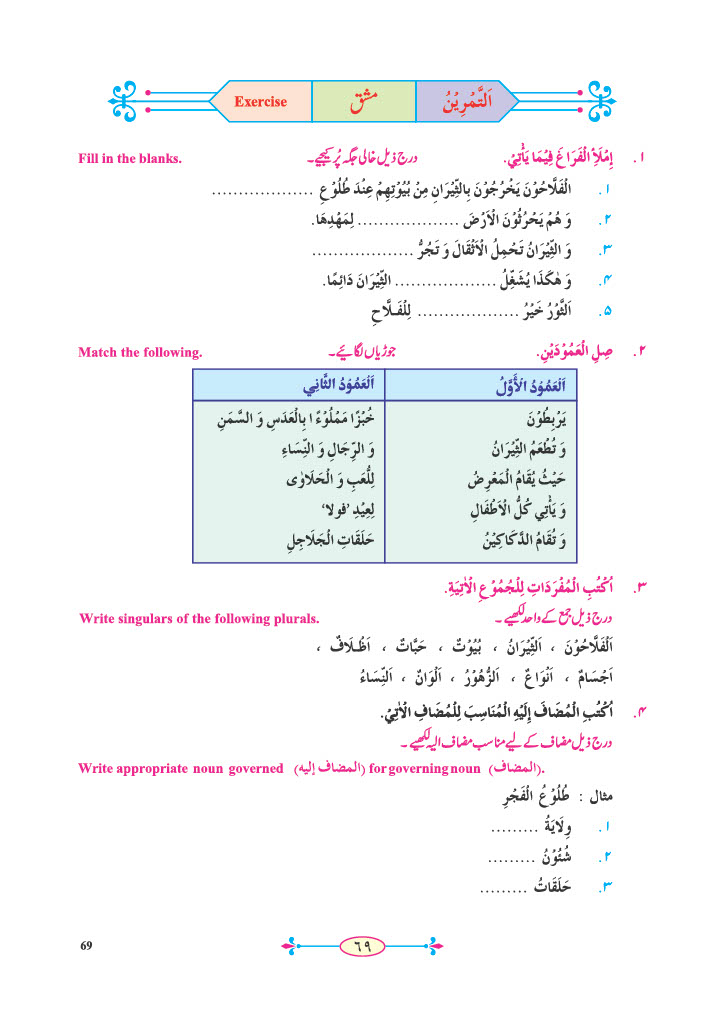 اَلتَّمْرِيْنُ مشق Exercise
۱. اِمْلَأِ الْفَرَاغَ فِيْمَا يَأْتِيْ. درج ذیل خالی جگہ پُر کیجیے۔ Fill in the blanks.
۱. الْفَلَّاحُوْنَ يَخْرُجُوْنَ بِالثِّيْرَانِ مِنْ بُيُوْتِهِمْ عِنْدَ طُلُوْعِ ..................
۲. وَ هُمْ يَحْرُثُوْنَ الْاَرْضَ .................. لِمَهْدِهَا.
۳. وَ الثِّيْرَانُ تَحْمِلُ الْاَثْقَالَ وَ تَجُرُّ ..................
۴. وَ هٰكَذَا يُشَغِّلُ .................. الثِّيْرَانَ دَائِمًا.
۵. اَلثَّوْرُ خَيْرُ .................. لِلْفَلَّاحِ
۲. صِلِ الْعَمُوْدَيْنِ. جوڑیاں لگائیے۔ Match the following.
اَلْعَمُوْدُ الْأَوَّلُ اَلْعَمُوْدُ الثَّانِي
يَرْبِطُوْنَ خُبْزًا مَمْلُوْءًا بِالْعَدَسِ وَ السَّمَنِ
وَ تُطْعَمُ الثِّيْرَانُ وَ الرِّجَالِ وَ النِّسَاءِ
حَيْثُ يُقَامُ الْمَعْرِضُ لِلُّعَبِ وَ الْحَلَاوٰى
وَ يَأْتِي كُلُّ الْاَطْفَالِ لِعِيْدِ ‘فولا’
وَ تُقَامُ الدَّكَاكِيْنُ حَلَقَاتِ الْجَلَاجِلِ
۳. اُكْتُبِ الْمُفْرَدَاتِ لِلْجُمُوْعِ الْاٰتِيَةِ.
درج ذیل جمع کے واحد لکھیے۔ Write singulars of the following plurals.
اَلْفَلَّاحُوْنَ ، اَلثِّيْرَانُ ، بُيُوْتٌ ، حَبَّاتٌ ، اَظْلَافٌ ،
اَجْسَامٌ ، اَنْوَاعٌ ، اَلزُّهُوْرُ ، اَلْوَانٌ ، اَلنِّسَاءُ
۴. اُكْتُبِ الْمُضَافَ إِلَيْهِ الْمُنَاسِبَ لِلْمُضَافِ الْاٰتِيْ.
درج ذیل مضاف کے لیے مناسب مضاف الیہ لکھیے۔
Write appropriate noun governed (المضاف إليه) for governing noun (المضاف).
مثال : طُلُوْعُ الْفَجْرِ
۱. وِلَايَةُ .........
۲. شُئُوْنُ .........
۳. حَلَقَاتُ .........
69 ٦٩